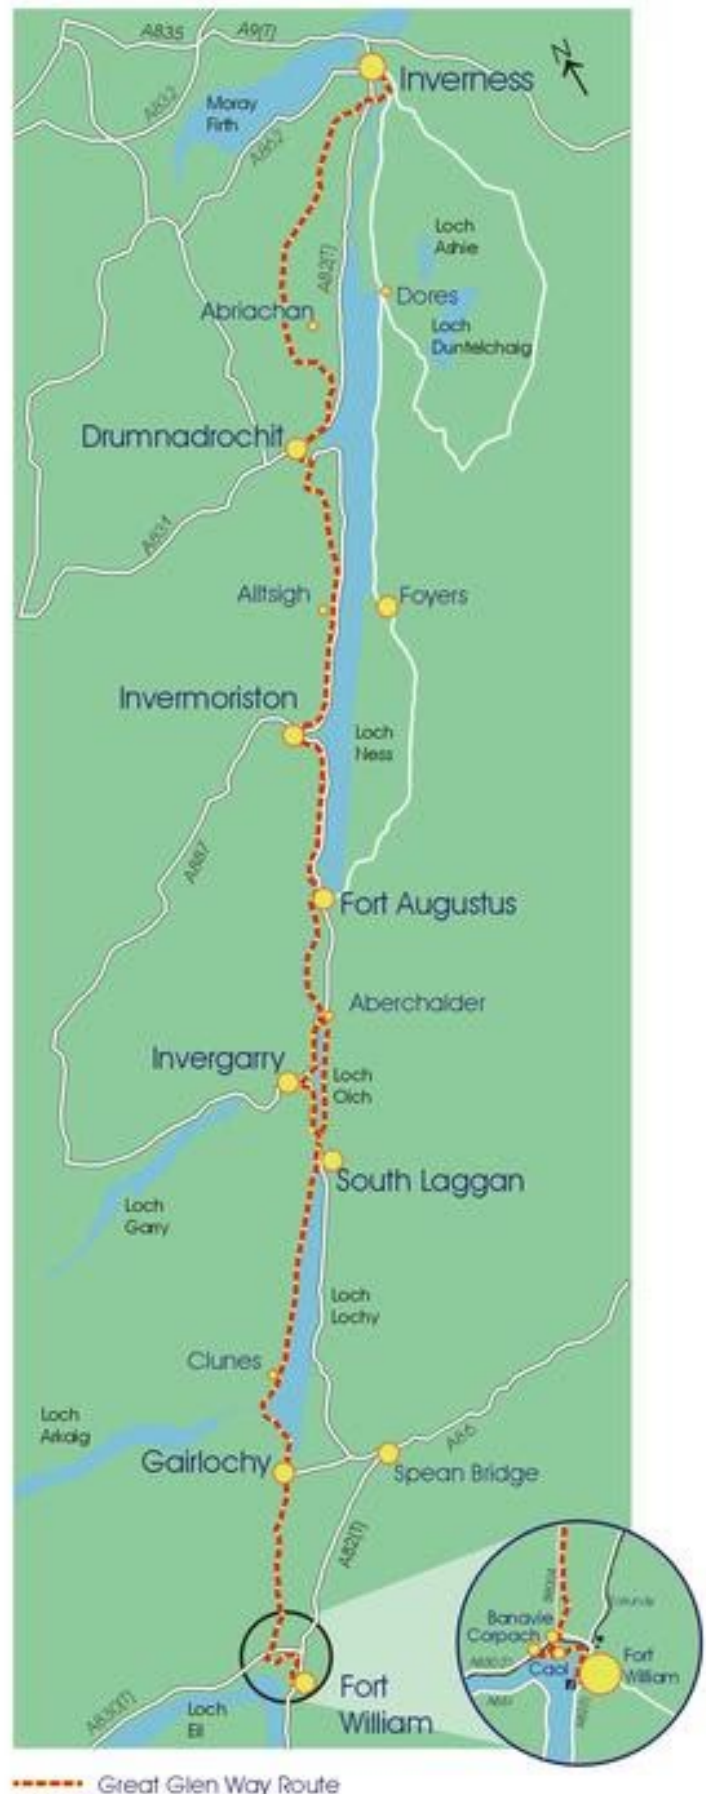 A835
A9(T)
N
Inverness
A832
Moray
Firth
A862
Loch
Ashie
A82(T)
Dores
Abriachan
Loch
Duntelchaig
Drumnadrochit
A831
Alltsigh
Foyers
Invermoriston
Loch
Ness
A887
Fort Augustus
Aberchalder
Invergarry
Loch
Oich
South Laggan
Loch
Garry
Loch
Lochy
Clunes
Loch
Arkaig
A86
Gairlochy
Spean Bridge
A82(T)
Banavie
Corpach
Caol
Fort
William
Fort
William
A830(T)
Loch
Eil
Great Glen Way Route